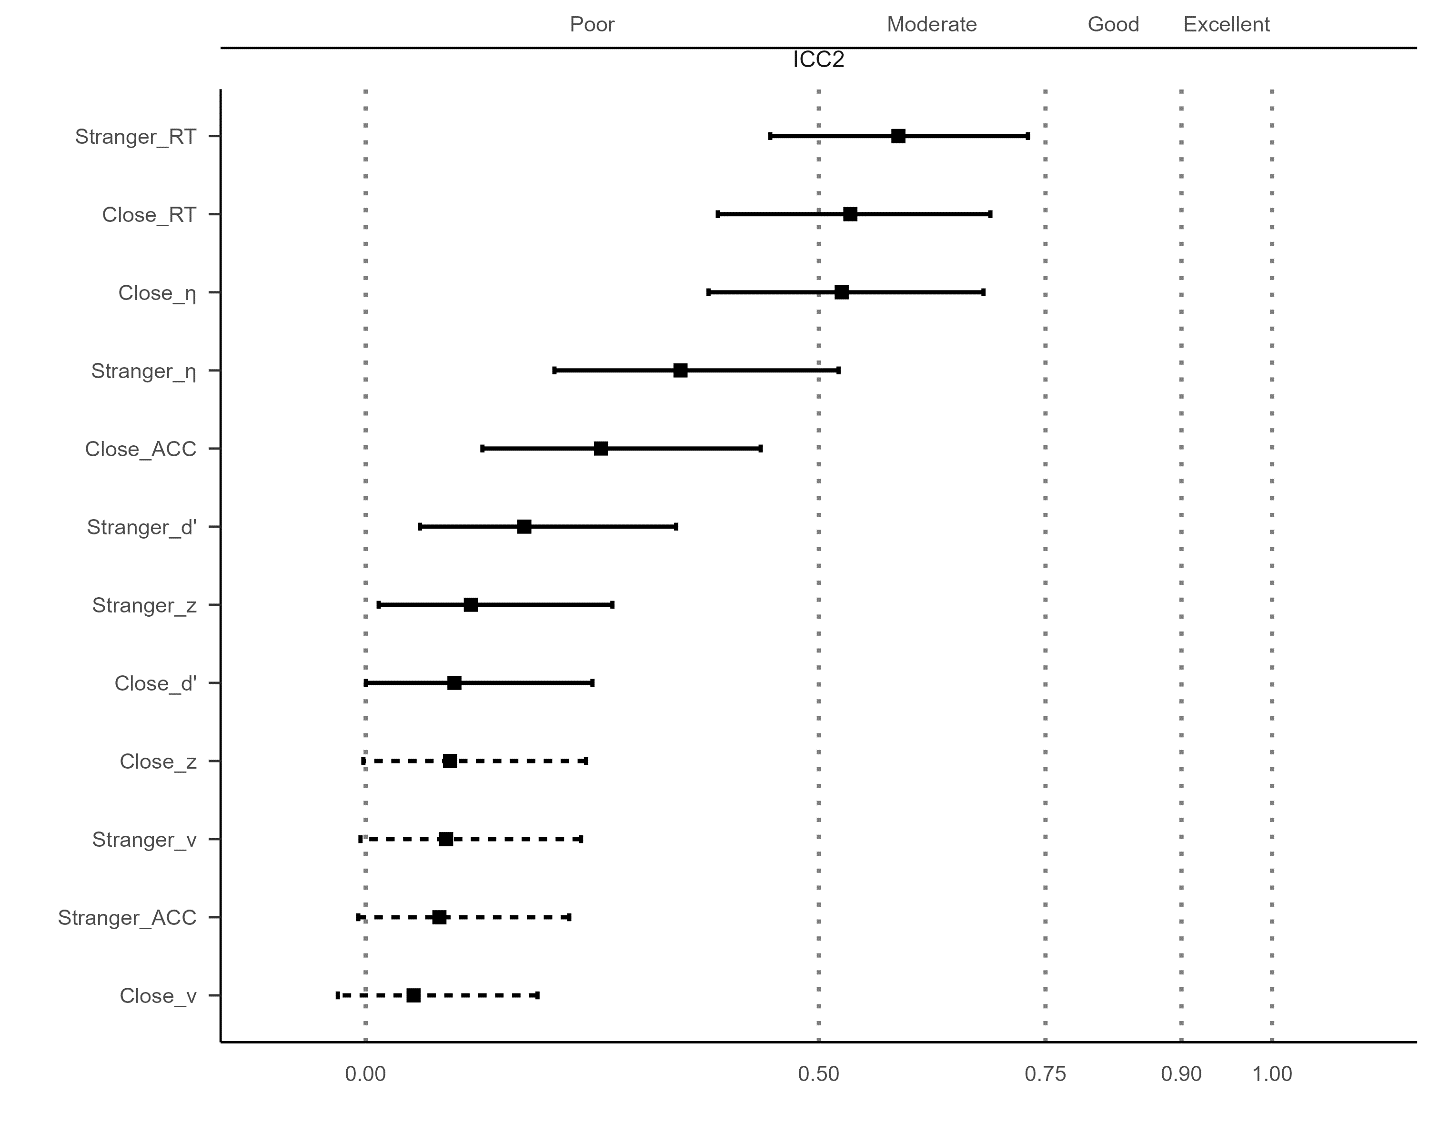 Poor Moderate Good Excellent
ICC2
Stranger_RT
Close_RT
Close_η
Stranger_η
Close_ACC
Stranger_d'
Stranger_z
Close_d'
Close_z
Stranger_v
Stranger_ACC
Close_v
0.00 0.50 0.75 0.90 1.00